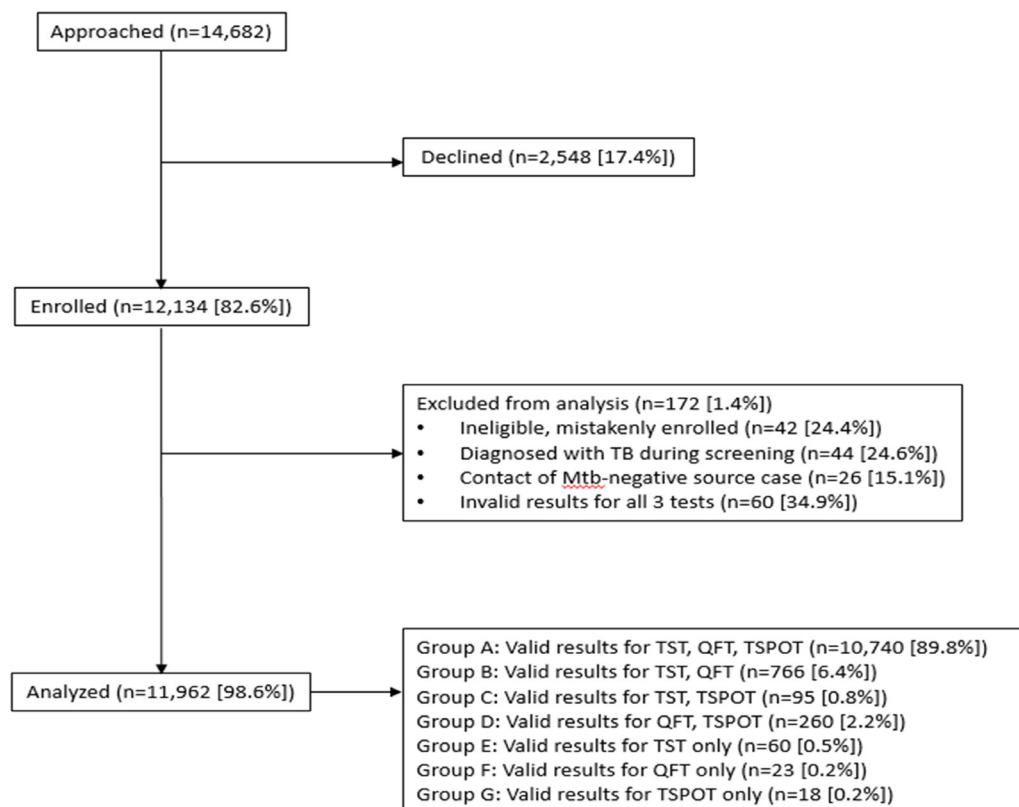 Approached (n=14,682)
Declined (n=2,548 [17.4%])
Enrolled (n=12,134 [82.6%])
Excluded from analysis (n=172 [1.4%])
• Ineligible, mistakenly enrolled (n=42 [24.4%])
• Diagnosed with TB during screening (n=44 [24.6%])
• Contact of Mtb-negative source case (n=26 [15.1%])
• Invalid results for all 3 tests (n=60 [34.9%])
Analyzed (n=11,962 [98.6%])
Group A: Valid results for TST, QFT, TSPOT (n=10,740 [89.8%]
Group B: Valid results for TST, QFT (n=766 [6.4%)
Group C: Valid results for TST, TSPOT (n=95 [0.8%)
Group D: Valid results for QFT, TSPOT (n=260 [2.2%])
Group E: Valid results for TST only (n=60 [0.5%])
Group F: Valid results for QFT only (n=23 [0.2%])
Group G: Valid results for TSPOT only (n=18 [0.2%])